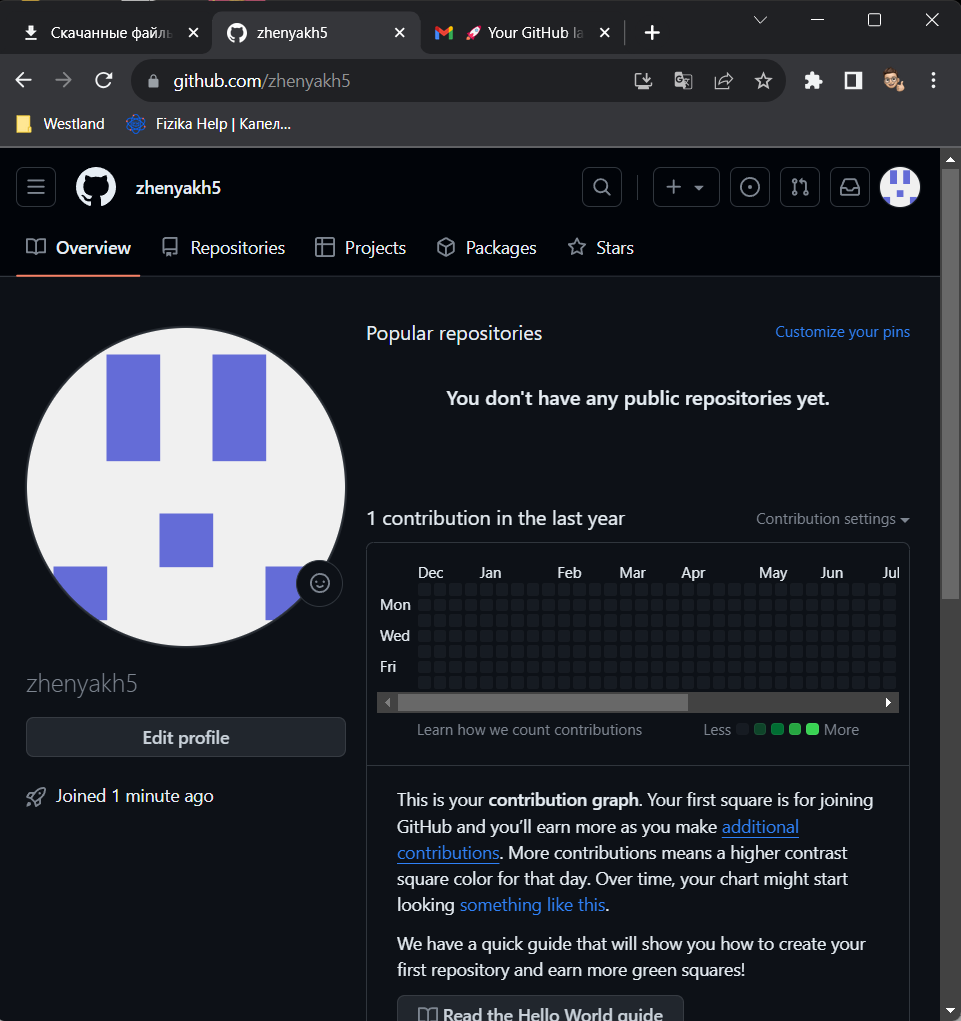 Скачанные файль
zhenyakh5
Your GitHub la
github.com/zhenyakh5
Westland
Fizika Help | Капел...
zhenyakh5
Overview
Repositories
Projects
Packages
Stars
Popular repositories
Customize your pins
You don't have any public repositories yet.
1 contribution in the last year
Contribution settings
Dec Jan Feb Mar Apr May Jun Jul
Mon
Wed
Fri
Learn how we count contributions
Less
More
zhenyakh5
Edit profile
Joined 1 minute ago
This is your contribution graph. Your first square is for joining
GitHub and you’ll earn more as you make additional
contributions. More contributions means a higher contrast
square color for that day. Over time, your chart might start
looking something like this.
We have a quick guide that will show you how to create your
first repository and earn more green squares!
Read the Hello World guide